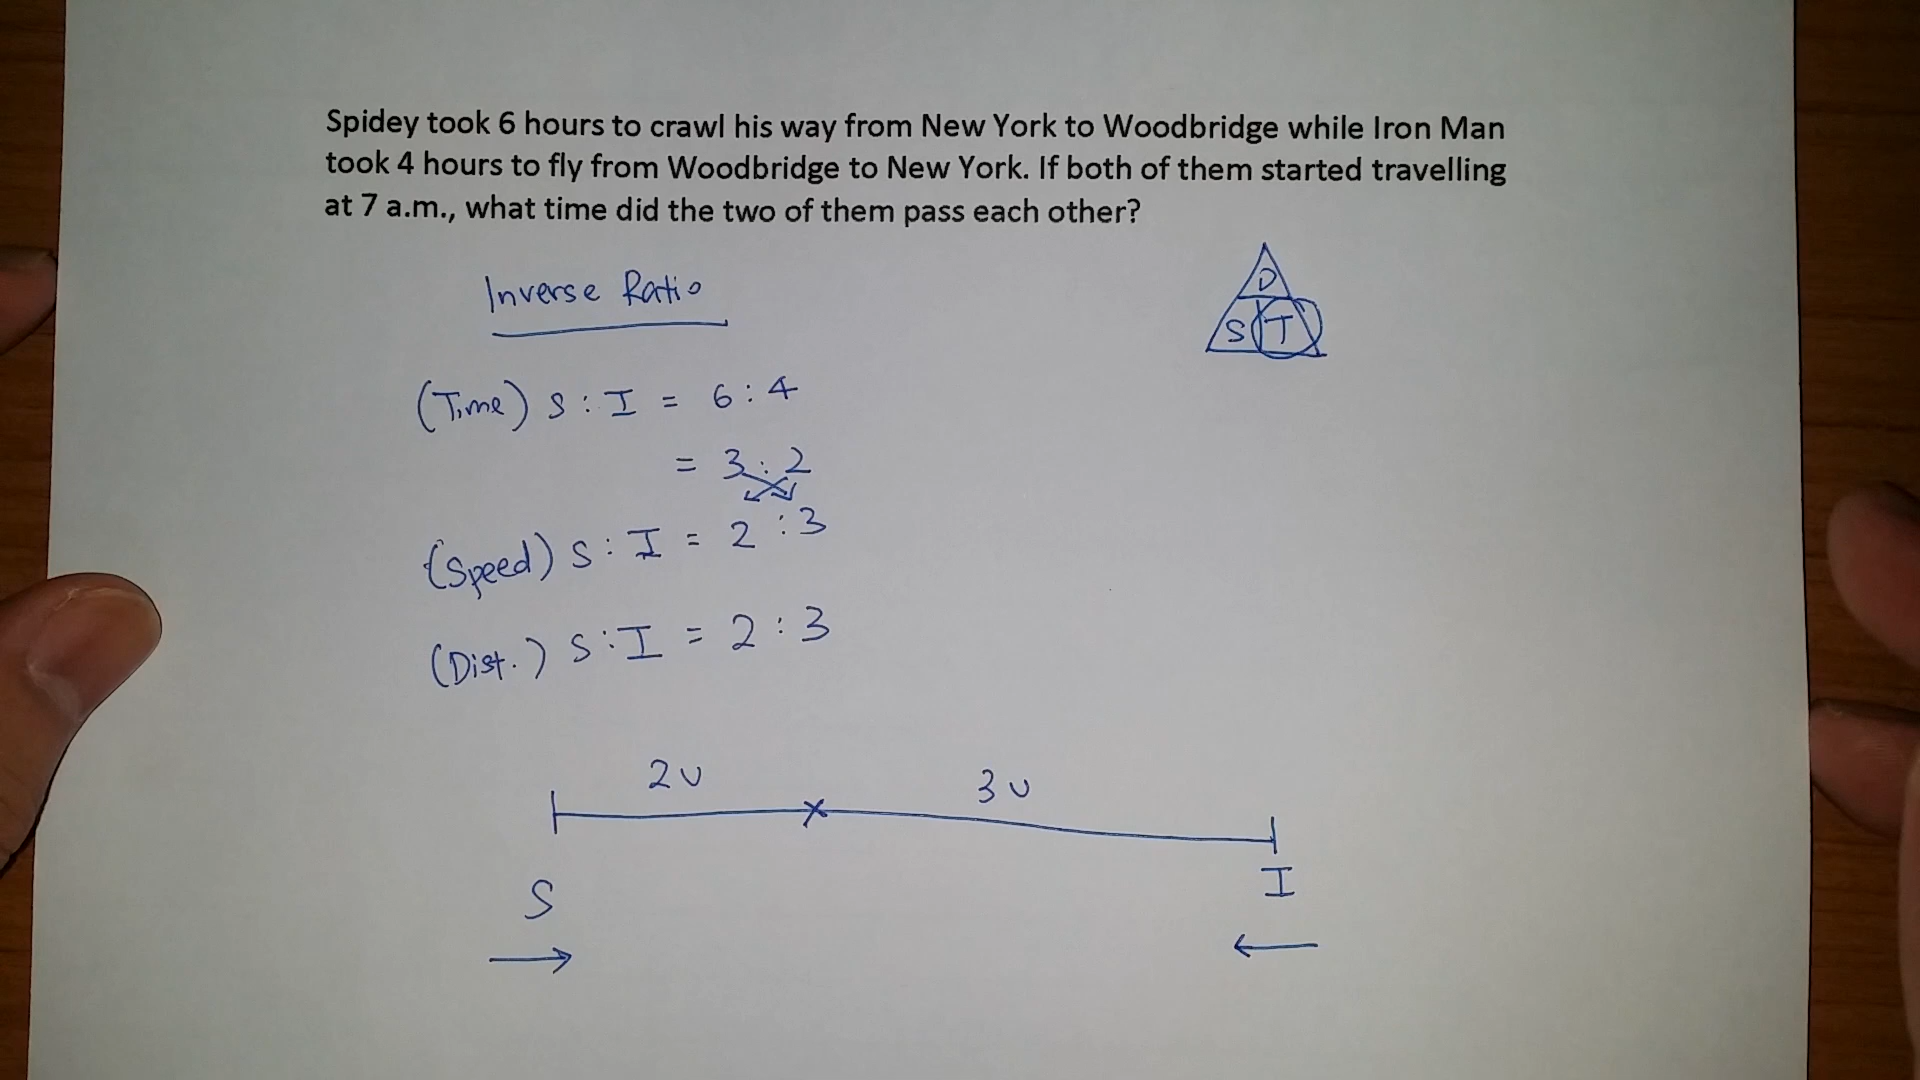 Spidey took 6 hours to crawl his way from New York to Woodbridge while Iron Man
took 4 hours to fly from Woodbridge to New York. If both of them started travelling
at 7 a.m., what time did the two of them pass each other?
Inverse Ratio
D
S T
(Time) S : I = 6 : 4
= 3 : 2
(Speed) S : I = 2 : 3
(Dist.) S : I = 2 : 3
2u 3u
S I